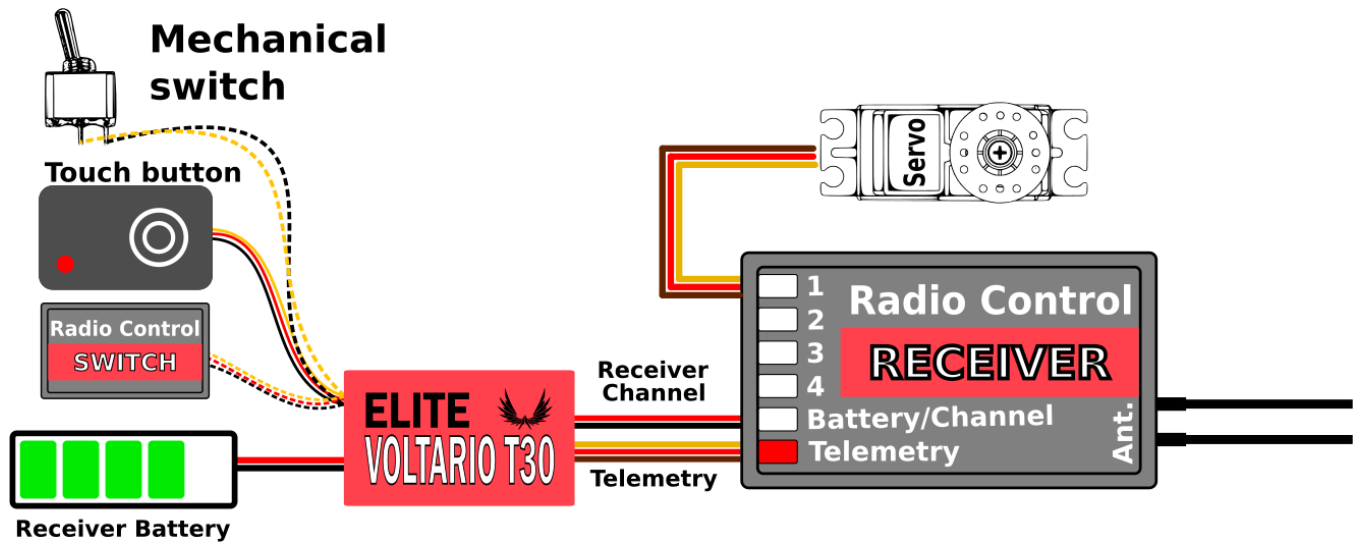 Mechanical
switch
Touch button
Radio Control
SWITCH
Receiver Battery
ELITE
VOLTARIO T30
Receiver
Channel
Telemetry
Servo
1
2
3
4
Battery/Channel
Telemetry
Radio Control
RECEIVER
Ant.